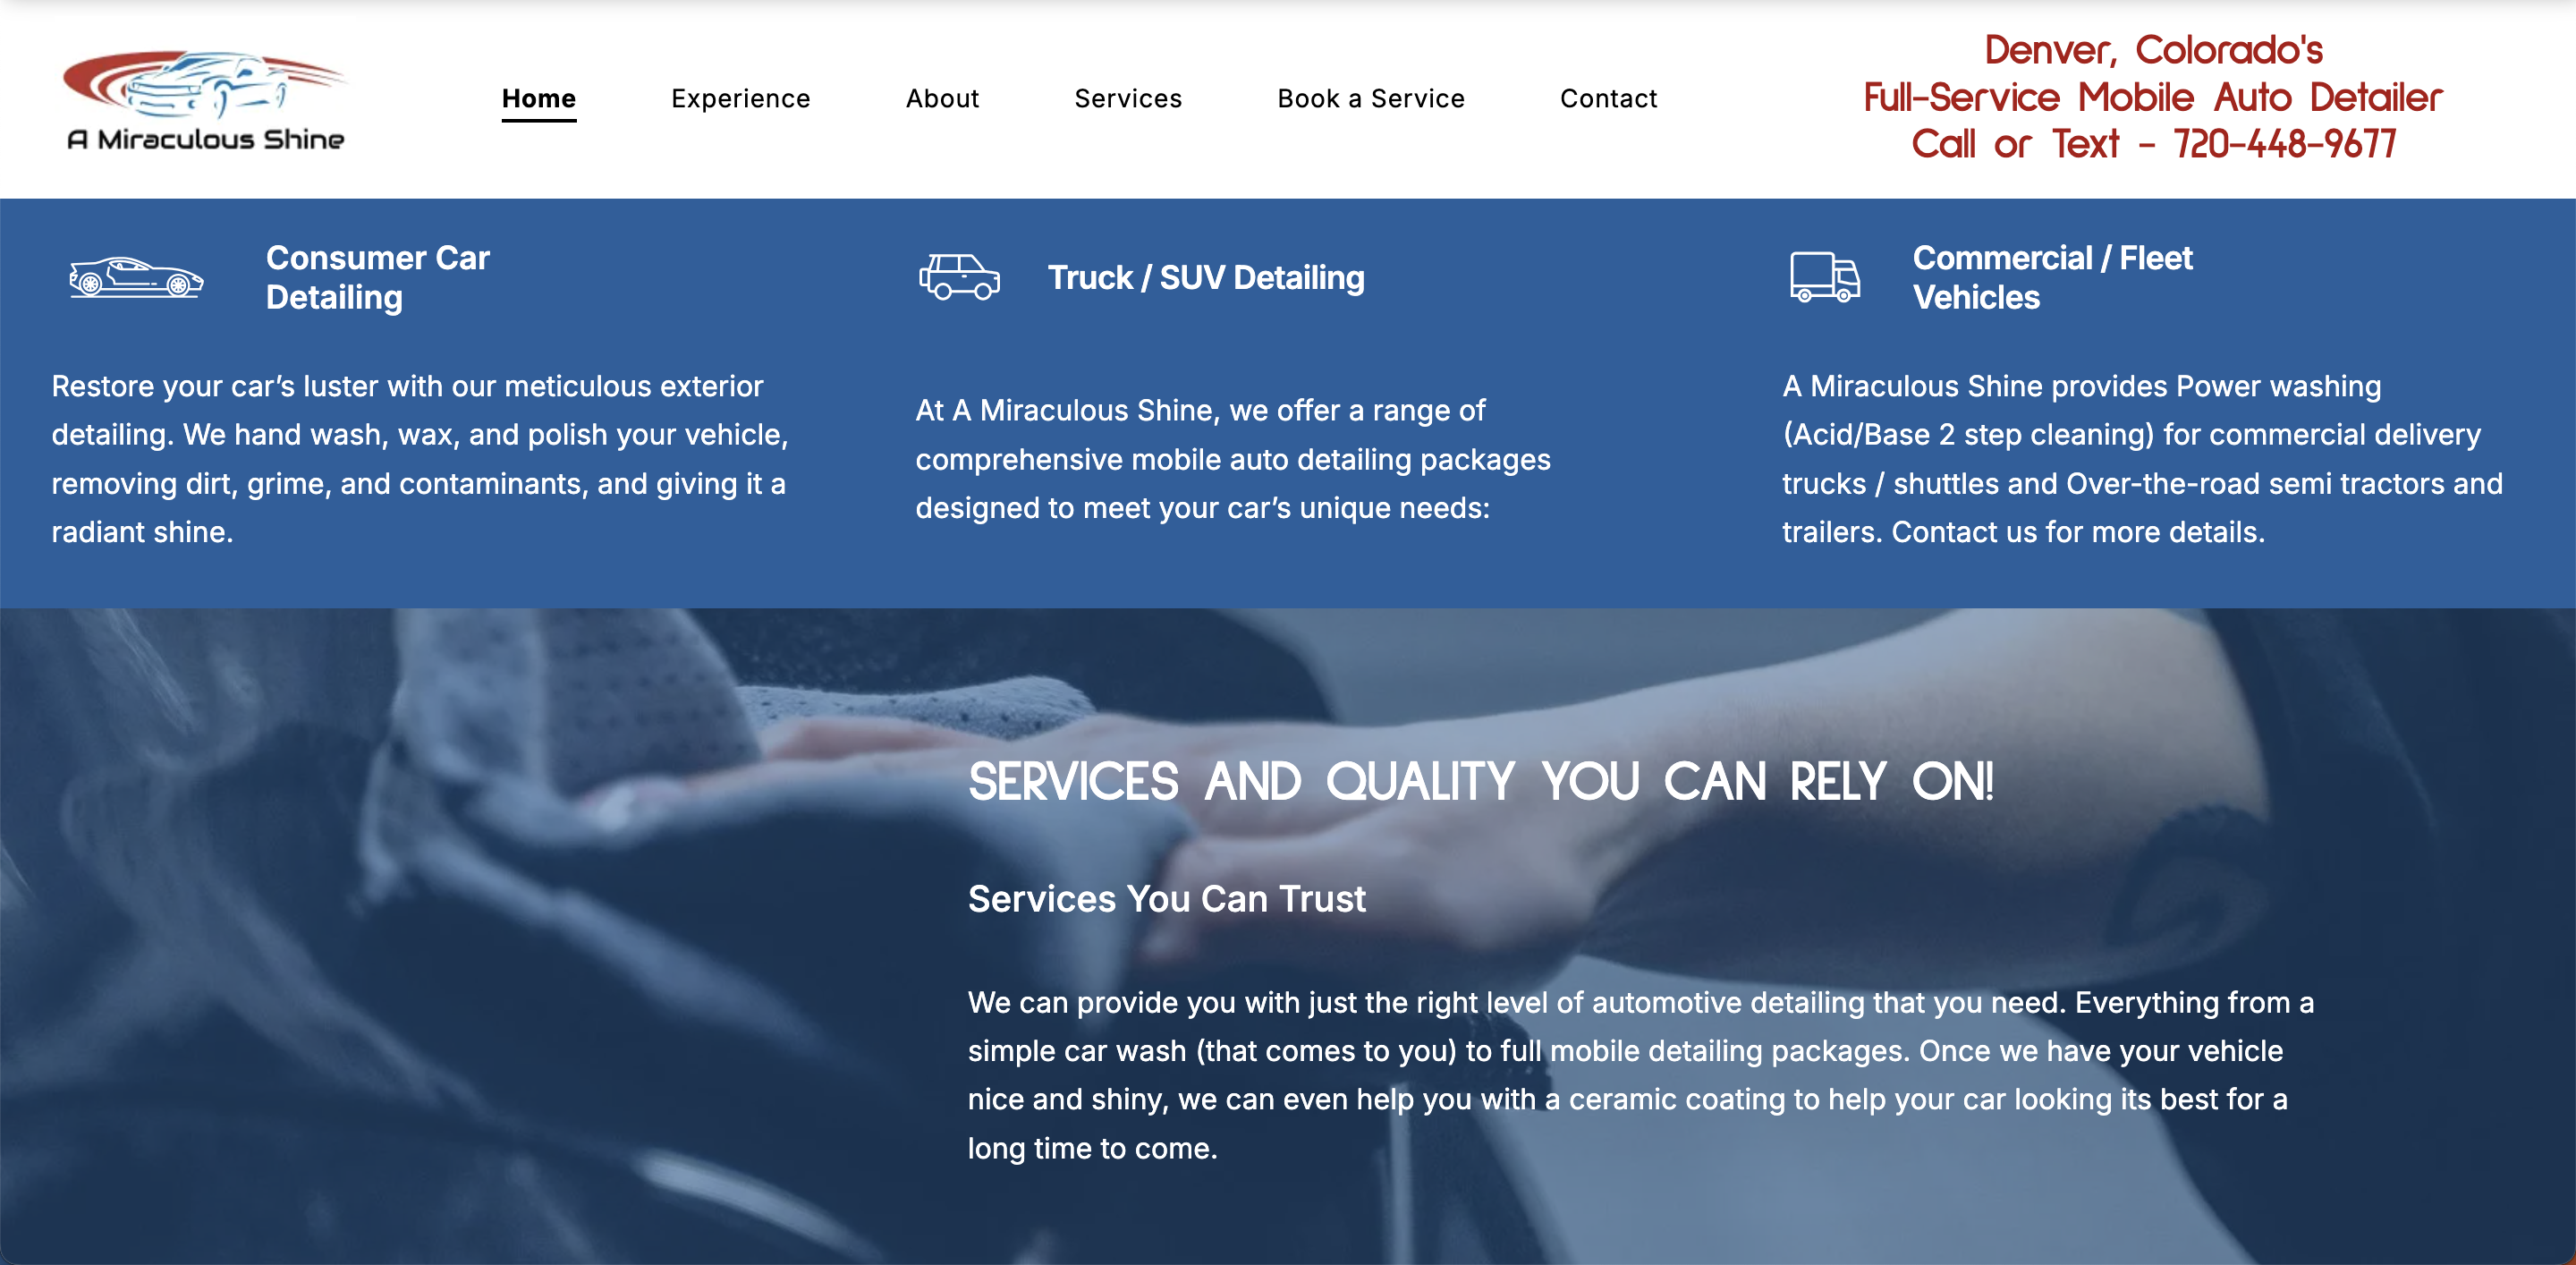 A Miraculous Shine
Home
Experience
About
Services
Book a Service
Contact
Denver, Colorado's
Full-Service Mobile Auto Detailer
Call or Text - 720-448-9677
Consumer Car
Detailing
Restore your car’s luster with our meticulous exterior
detailing. We hand wash, wax, and polish your vehicle,
removing dirt, grime, and contaminants, and giving it a
radiant shine.
Truck / SUV Detailing
At A Miraculous Shine, we offer a range of
comprehensive mobile auto detailing packages
designed to meet your car’s unique needs:
Commercial / Fleet
Vehicles
A Miraculous Shine provides Power washing
(Acid/Base 2 step cleaning) for commercial delivery
trucks / shuttles and Over-the-road semi tractors and
trailers. Contact us for more details.
SERVICES AND QUALITY YOU CAN RELY ON!
Services You Can Trust
We can provide you with just the right level of automotive detailing that you need. Everything from a
simple car wash (that comes to you) to full mobile detailing packages. Once we have your vehicle
nice and shiny, we can even help you with a ceramic coating to help your car looking its best for a
long time to come.